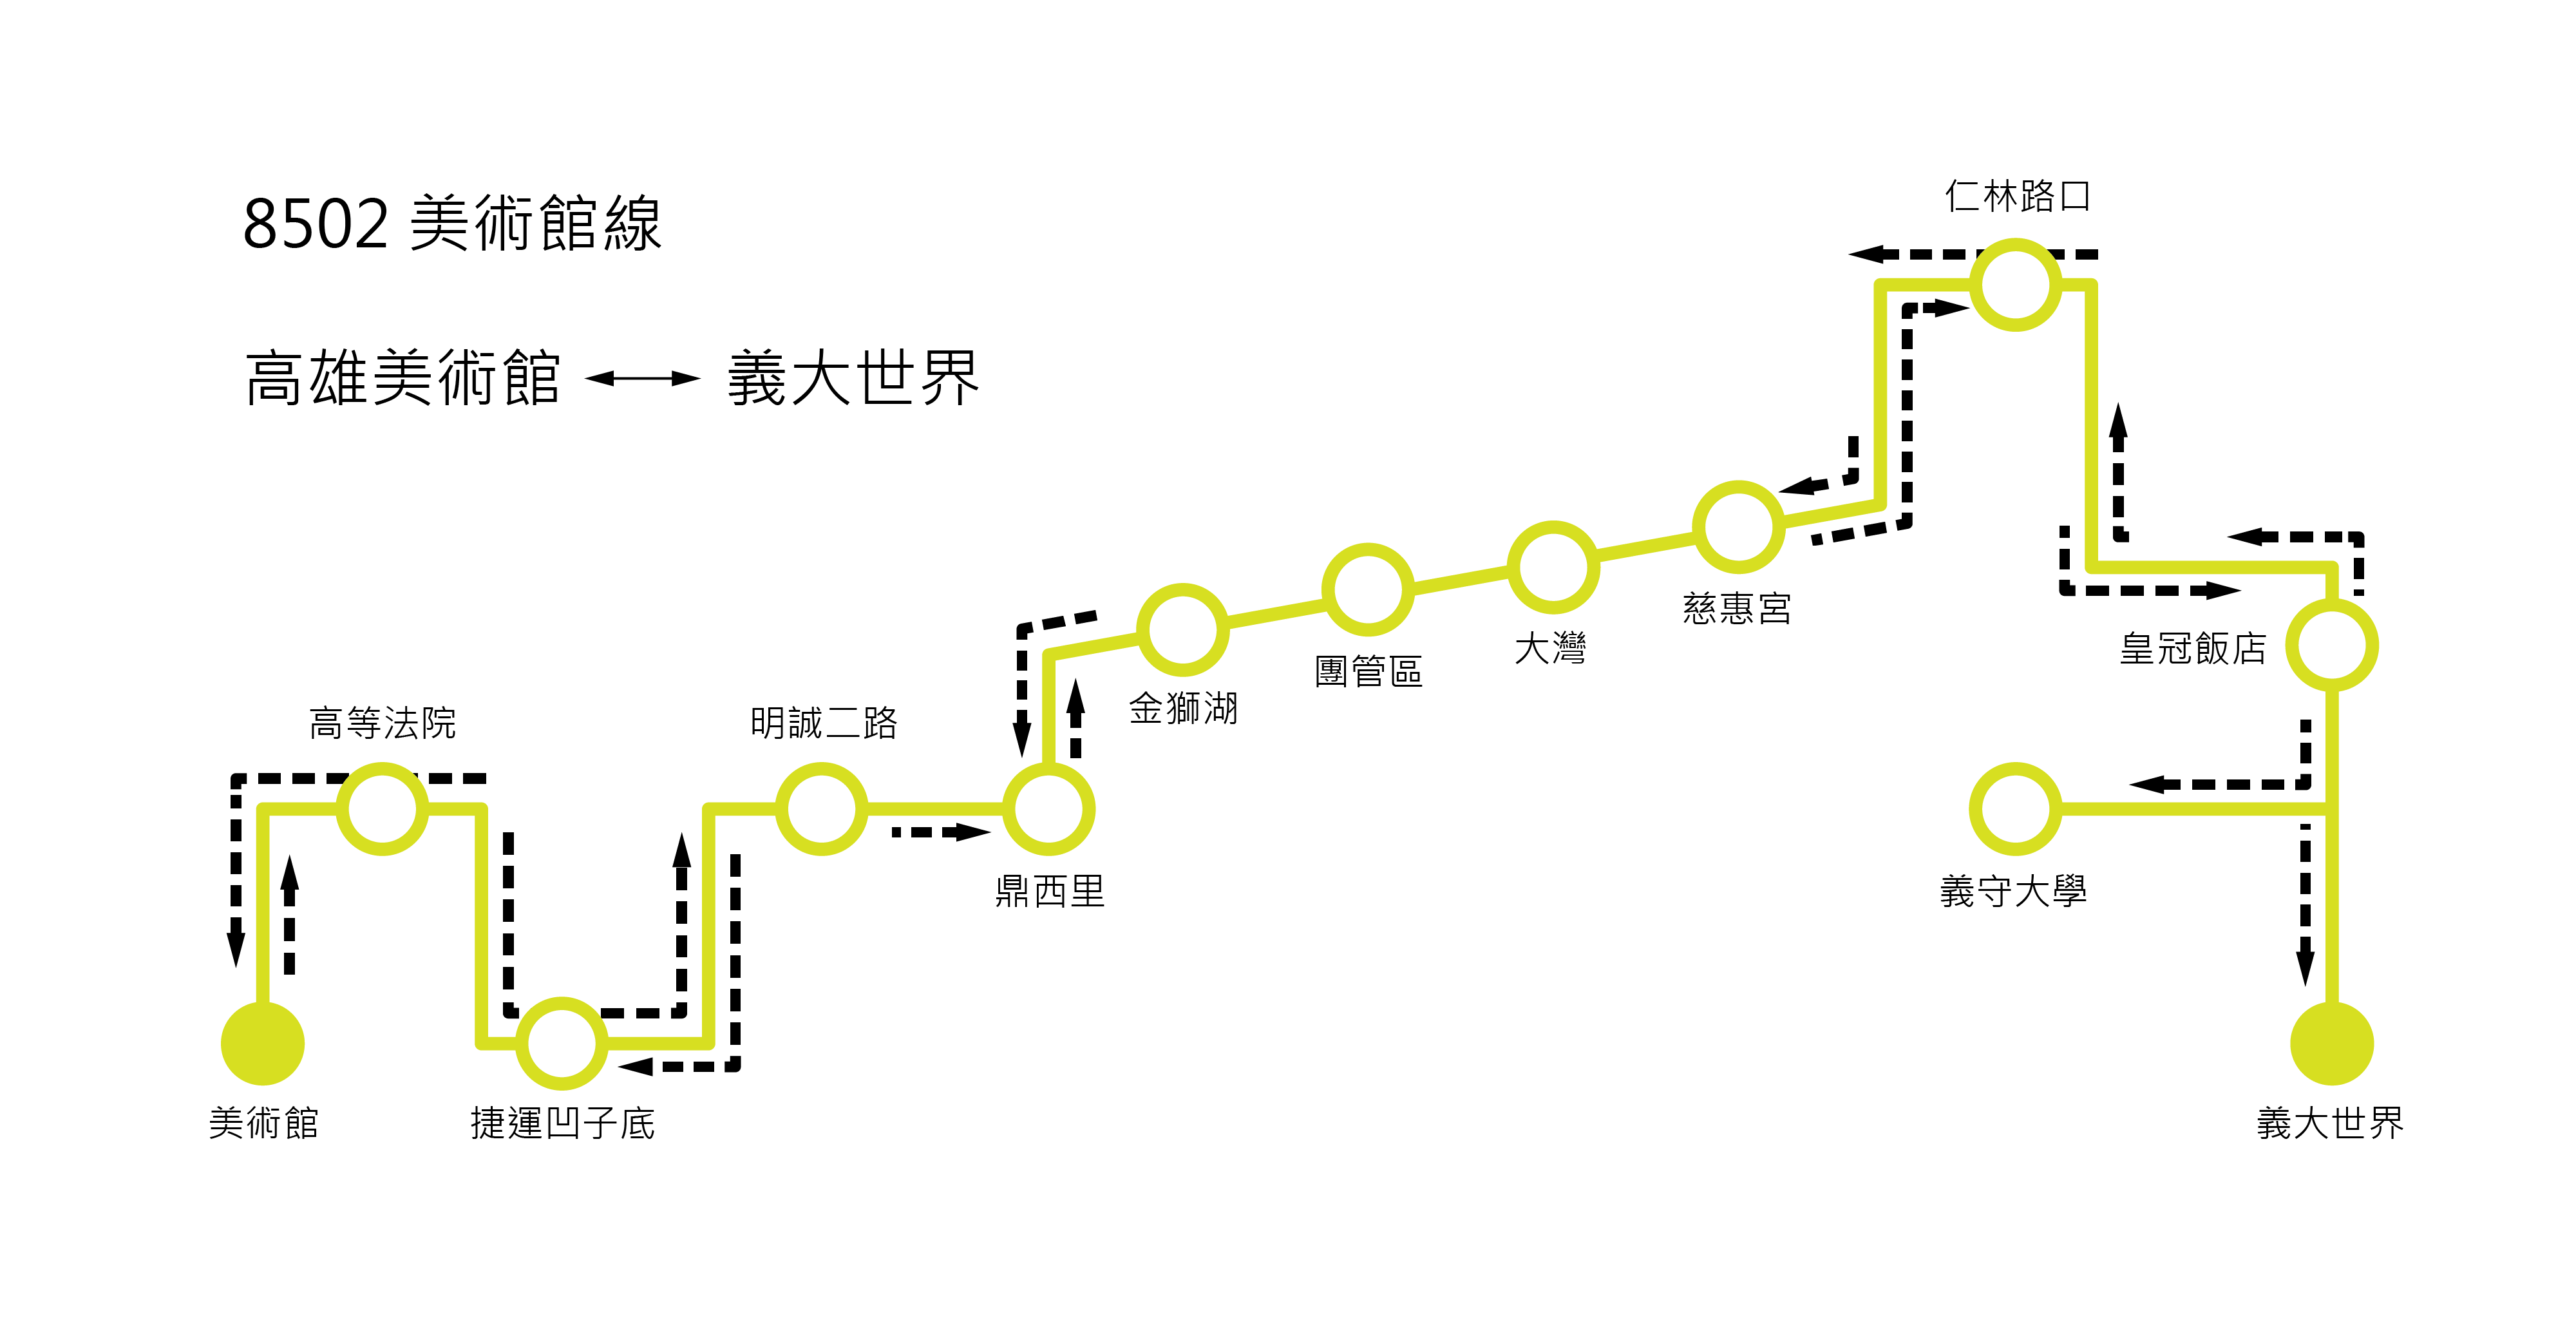 8502 美術館線
高雄美術館 義大世界
仁林路口
慈惠宮
大灣
皇冠飯店
團管區
金獅湖
高等法院
明誠二路
鼎西里
義守大學
美術館
捷運凹子底
義大世界